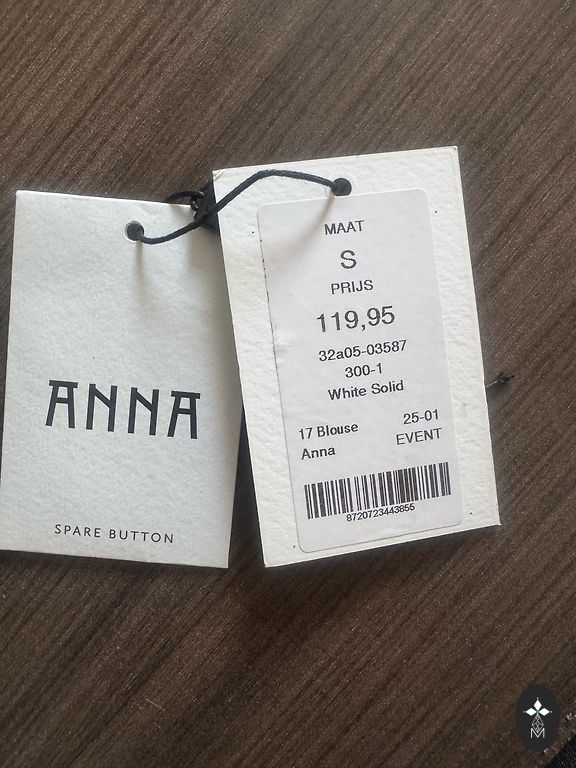 ANNA
SPARE BUTTON
MAAT
S
PRIJS
119,95
32a05-03587
300-1
White Solid
17 Blouse 25-01
Anna EVENT
8720723443855
M